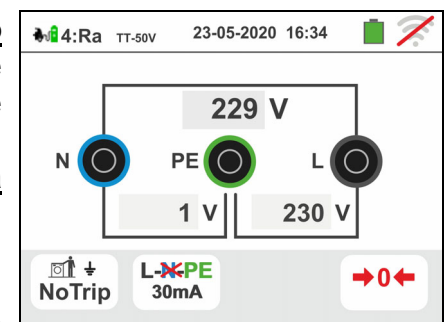 4:Ra TT-50V 23-05-2020 16:34
229 V
N PE L
1 V 230 V
NoTrip
L-N-PE
30mA
→0←